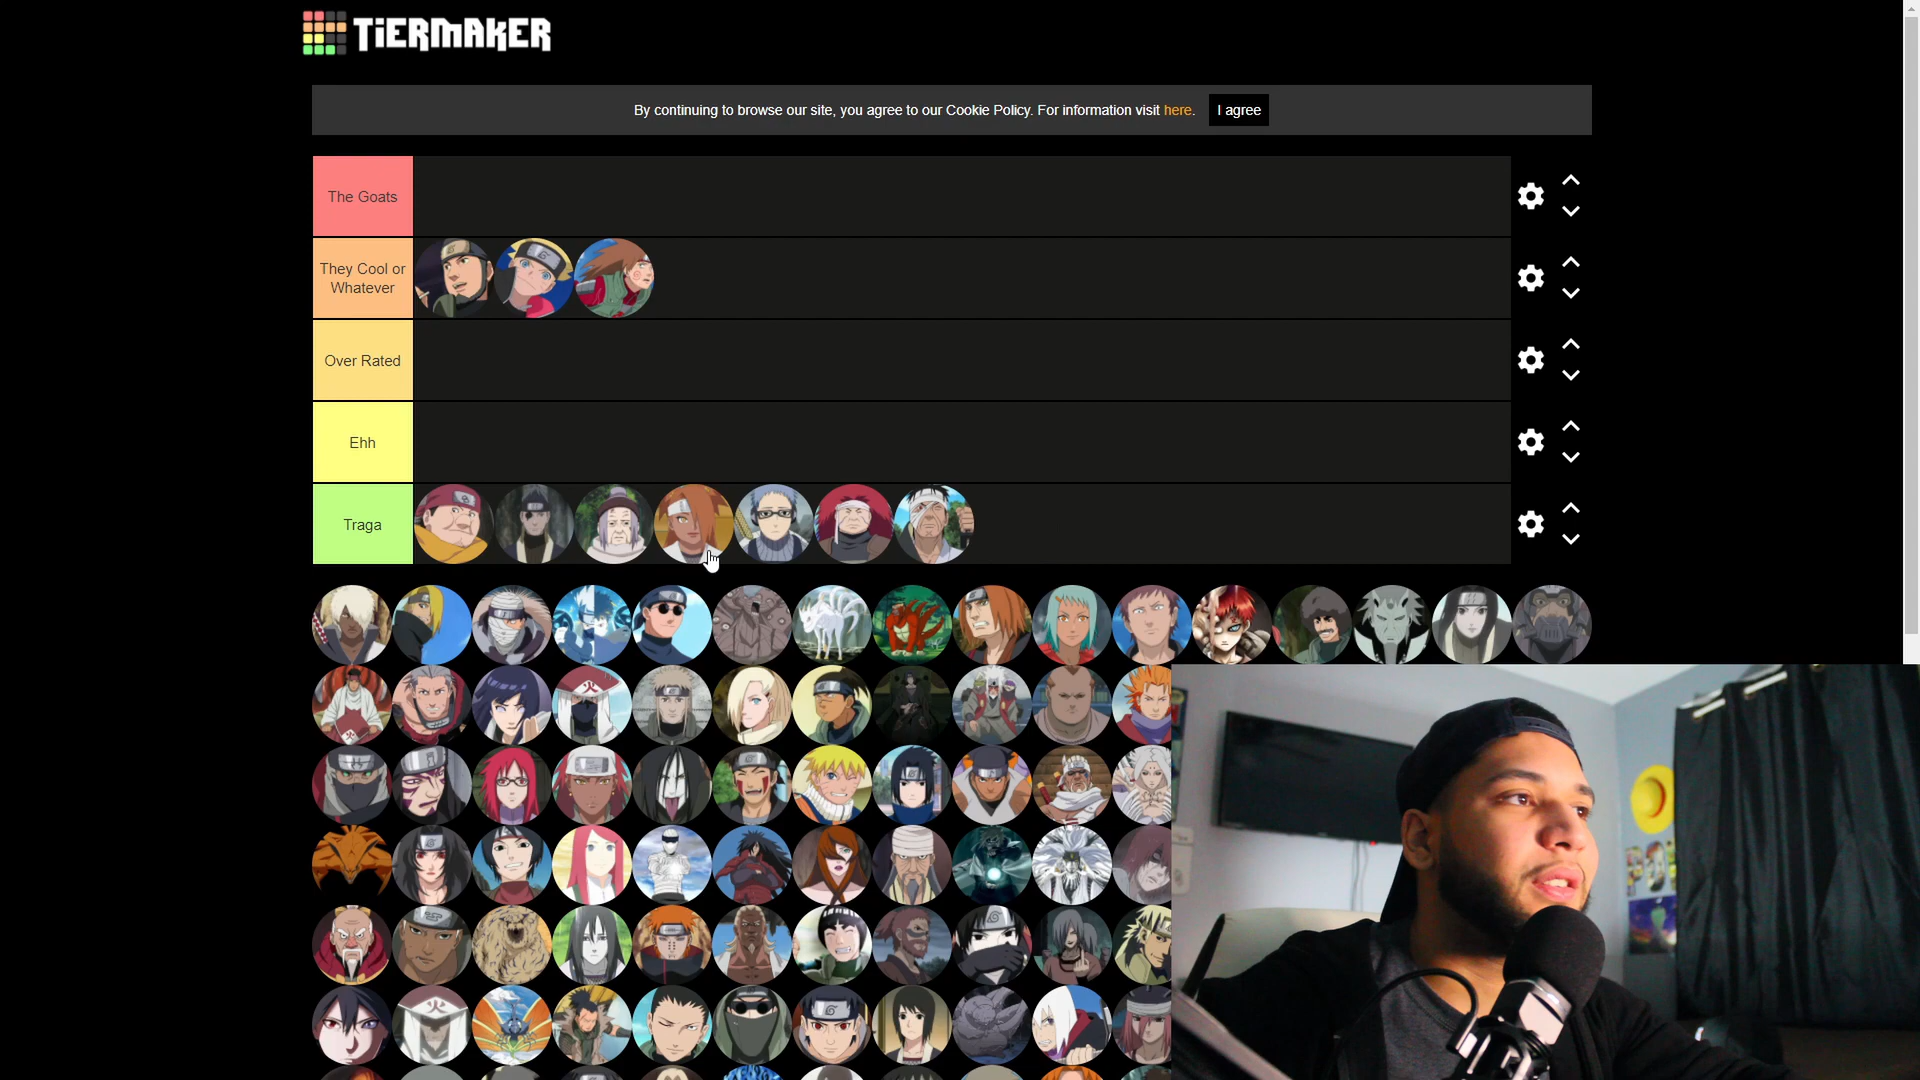 TiERMAKER
By continuing to browse our site, you agree to our Cookie Policy. For information visit here. I agree
The Goats
They Cool or
Whatever
Over Rated
Ehh
Traga